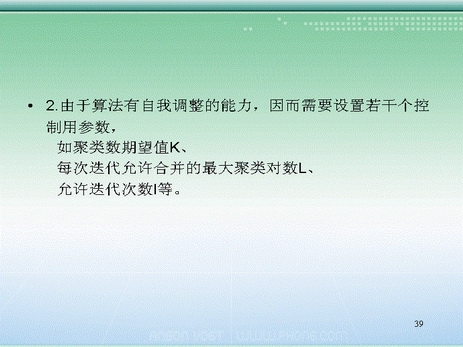 • 2.由于算法有自我调整的能力，因而需要设置若干个控
制用参数，
如聚类数期望值K、
每次迭代允许合并的最大聚类对数L、
允许迭代次数I等。
39